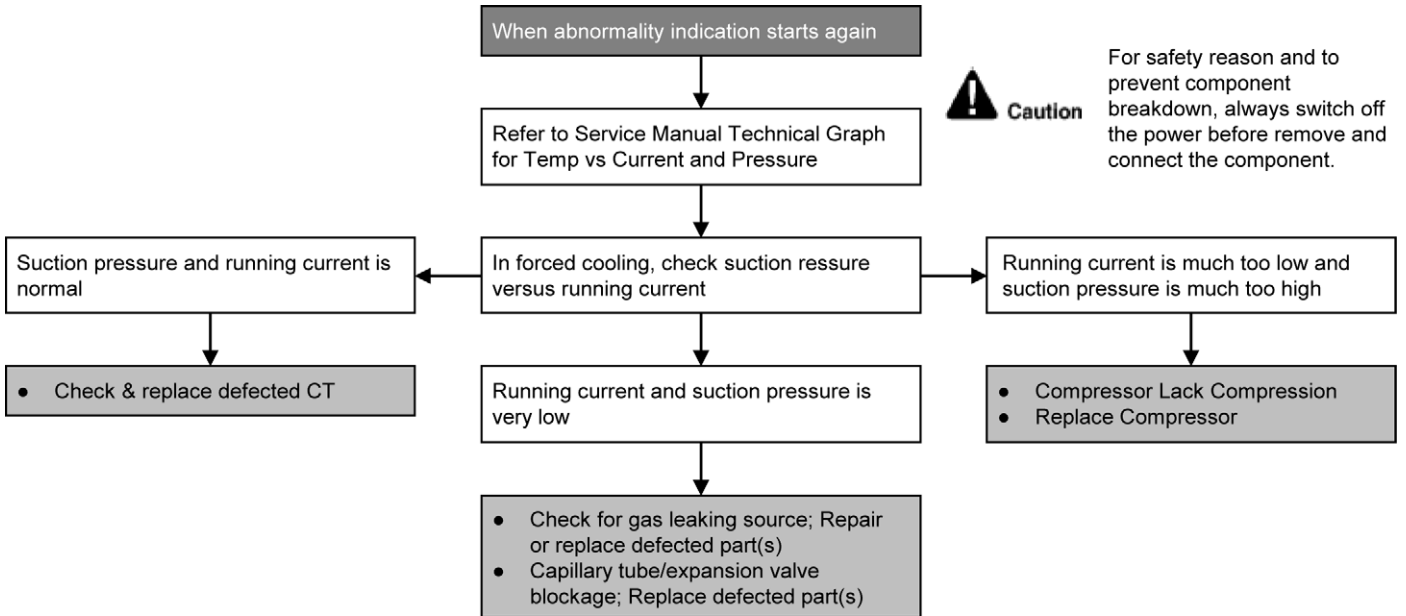 When abnormality indication starts again
For safety reason and to
prevent component
breakdown, always switch off
the power before remove and
connect the component.
Caution
Refer to Service Manual Technical Graph
for Temp vs Current and Pressure
Suction pressure and running current is
normal
In forced cooling, check suction ressure
versus running current
Running current is much too low and
suction pressure is much too high
● Check & replace defected CT
Running current and suction pressure is
very low
● Compressor Lack Compression
● Replace Compressor
● Check for gas leaking source; Repair
or replace defected part(s)
● Capillary tube/expansion valve
blockage; Replace defected part(s)